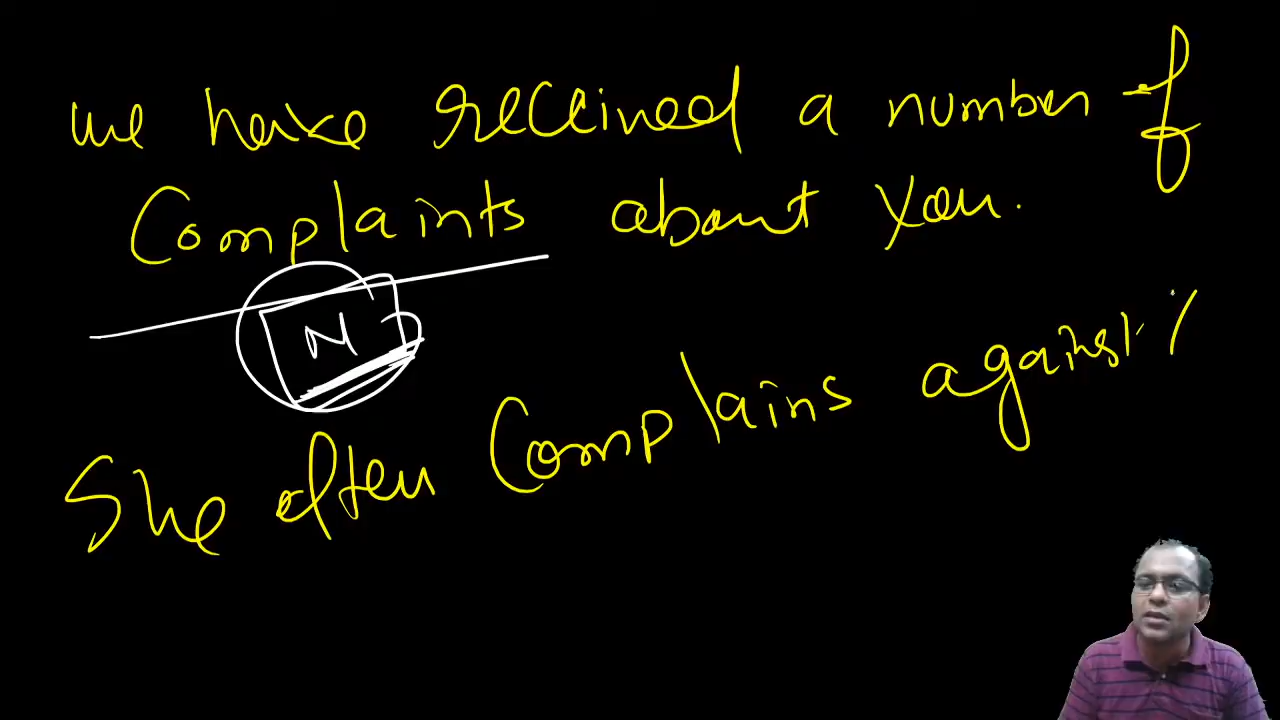 We have received a number of
Complaints about You.
N
She often Complains against